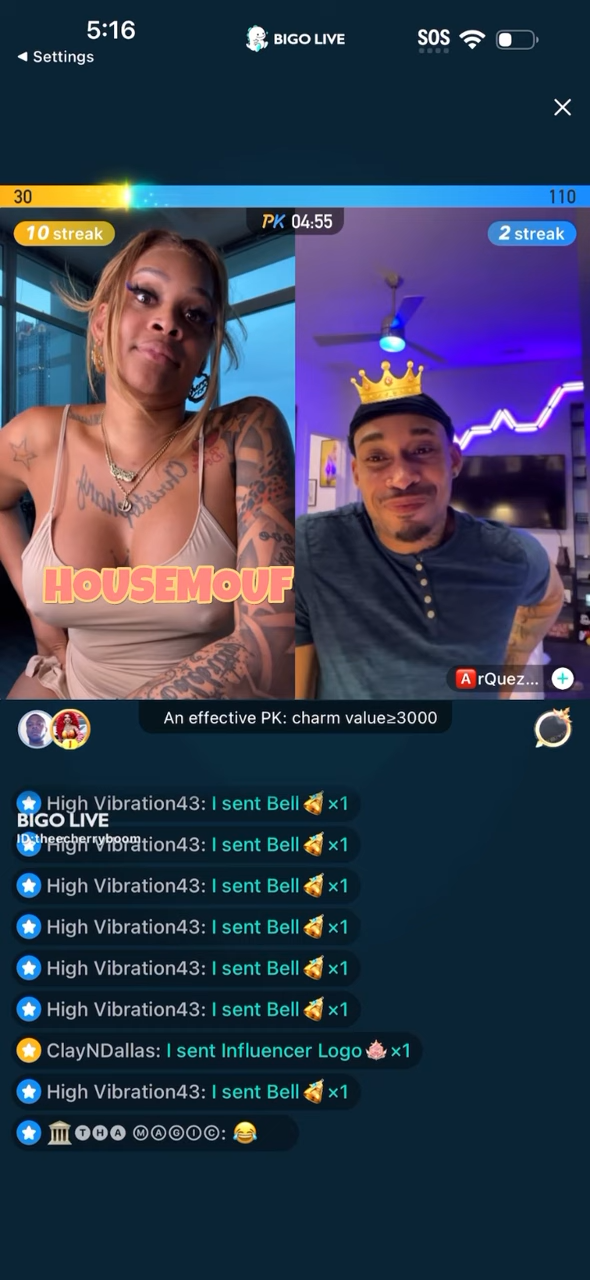 5:16
BIGO LIVE
SOS
◀ Settings
30
110
PK 04:55
10 streak
2 streak
HOUSEMOUF
ArQuez...
An effective PK: charm value≥3000
High Vibration43: I sent Bell ×1
BIGO LIVE
ID:theecherryboom
High Vibration43: I sent Bell ×1
High Vibration43: I sent Bell ×1
High Vibration43: I sent Bell ×1
High Vibration43: I sent Bell ×1
High Vibration43: I sent Bell ×1
ClayNDallas: I sent Influencer Logo ×1
High Vibration43: I sent Bell ×1
🏛️🅣🅗🅐 ⓂⒶⒼⒾⒸ: 😂